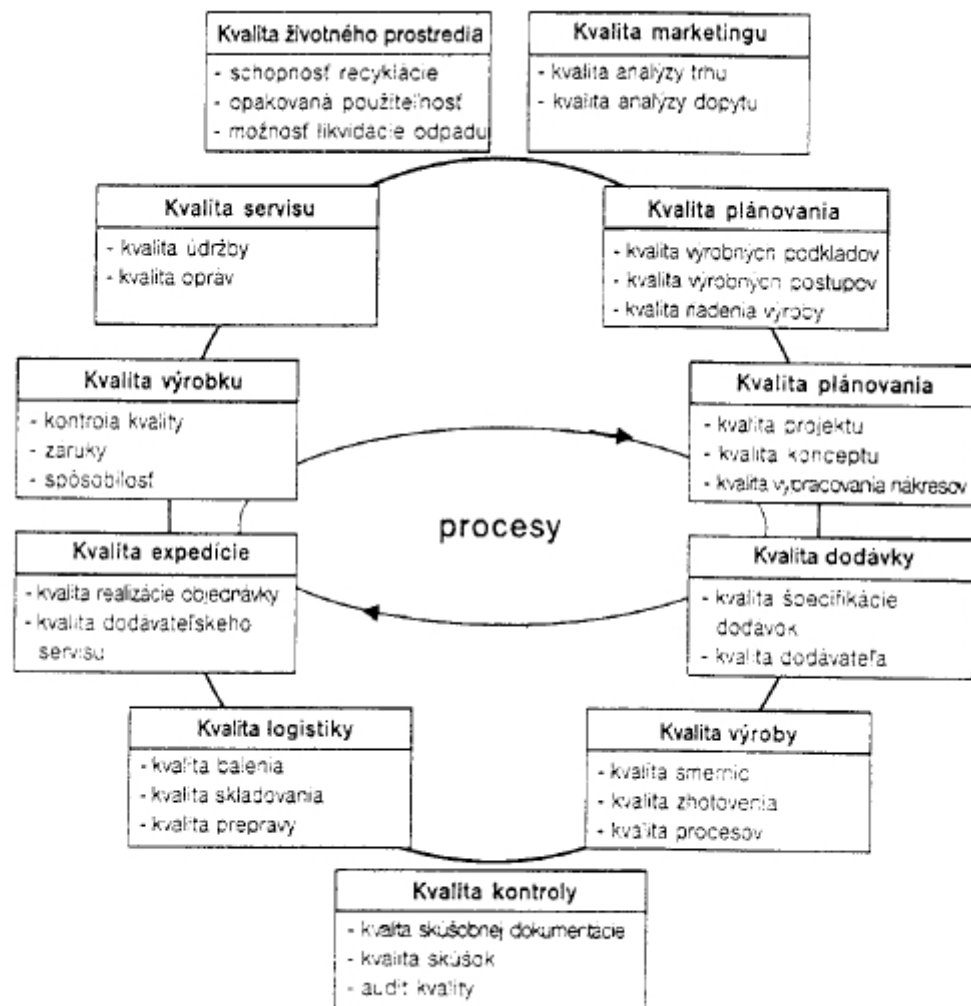 Kvalita životného prostredia
- schopnosť recyklácie
- opakovaná použiteľnosť
- možnosť likvidácie odpadu
Kvalita marketingu
- kvalita analýzy trhu
- kvalita analýzy dopytu
Kvalita servisu
- kvalita údržby
- kvalita opráv
Kvalita plánovania
- kvalita výrobných podkladov
- kvalita výrobných postupov
- kvalita riadenia výroby
Kvalita výrobku
- kontrola kvality
- záruky
- spôsobilosť
Kvalita plánovania
- kvalita projektu
- kvalita konceptu
- kvalita vypracovania nákresov
procesy
Kvalita expedície
- kvalita realizácie objednávky
- kvalita dodávateľského
servisu
Kvalita dodávky
- kvalita špecifikácie
dodávok
- kvalita dodávateľa
Kvalita logistiky
- kvalita balenia
- kvalita skladovania
- kvalita prepravy
Kvalita výroby
- kvalita smerníc
- kvalita zhotovenia
- kvalita procesov
Kvalita kontroly
- kvalita skúšobnej dokumentácie
- kvalita skúšok
- audit kvality